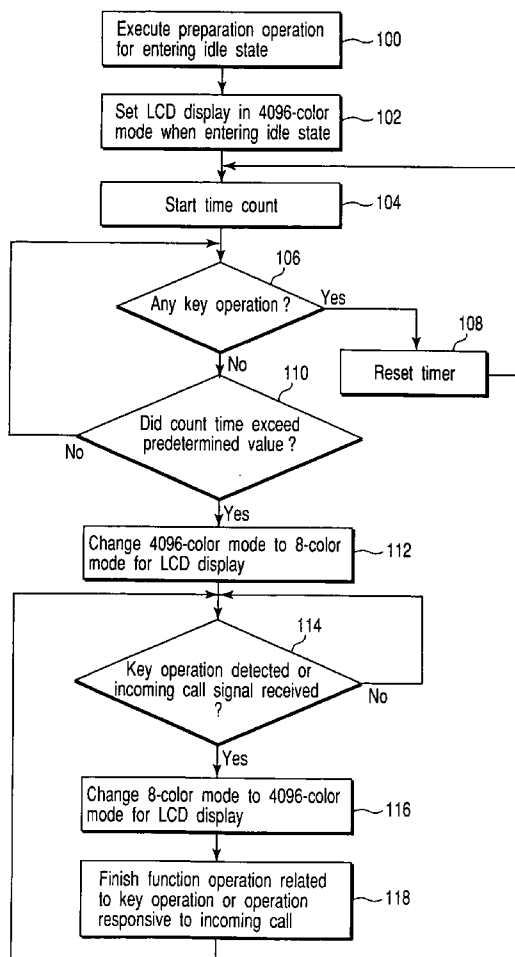 Execute preparation operation
for entering idle state
100
Set LCD display in 4096-color
mode when entering idle state
102
Start time count
104
106
Any key operation ?
Yes
No
108
Reset timer
110
Did count time exceed
predetermined value ?
No
Yes
Change 4096-color mode to 8-color
mode for LCD display
112
114
Key operation detected or
incoming call signal received
?
No
Yes
Change 8-color mode to 4096-color
mode for LCD display
116
Finish function operation related
to key operation or operation
responsive to incoming call
118